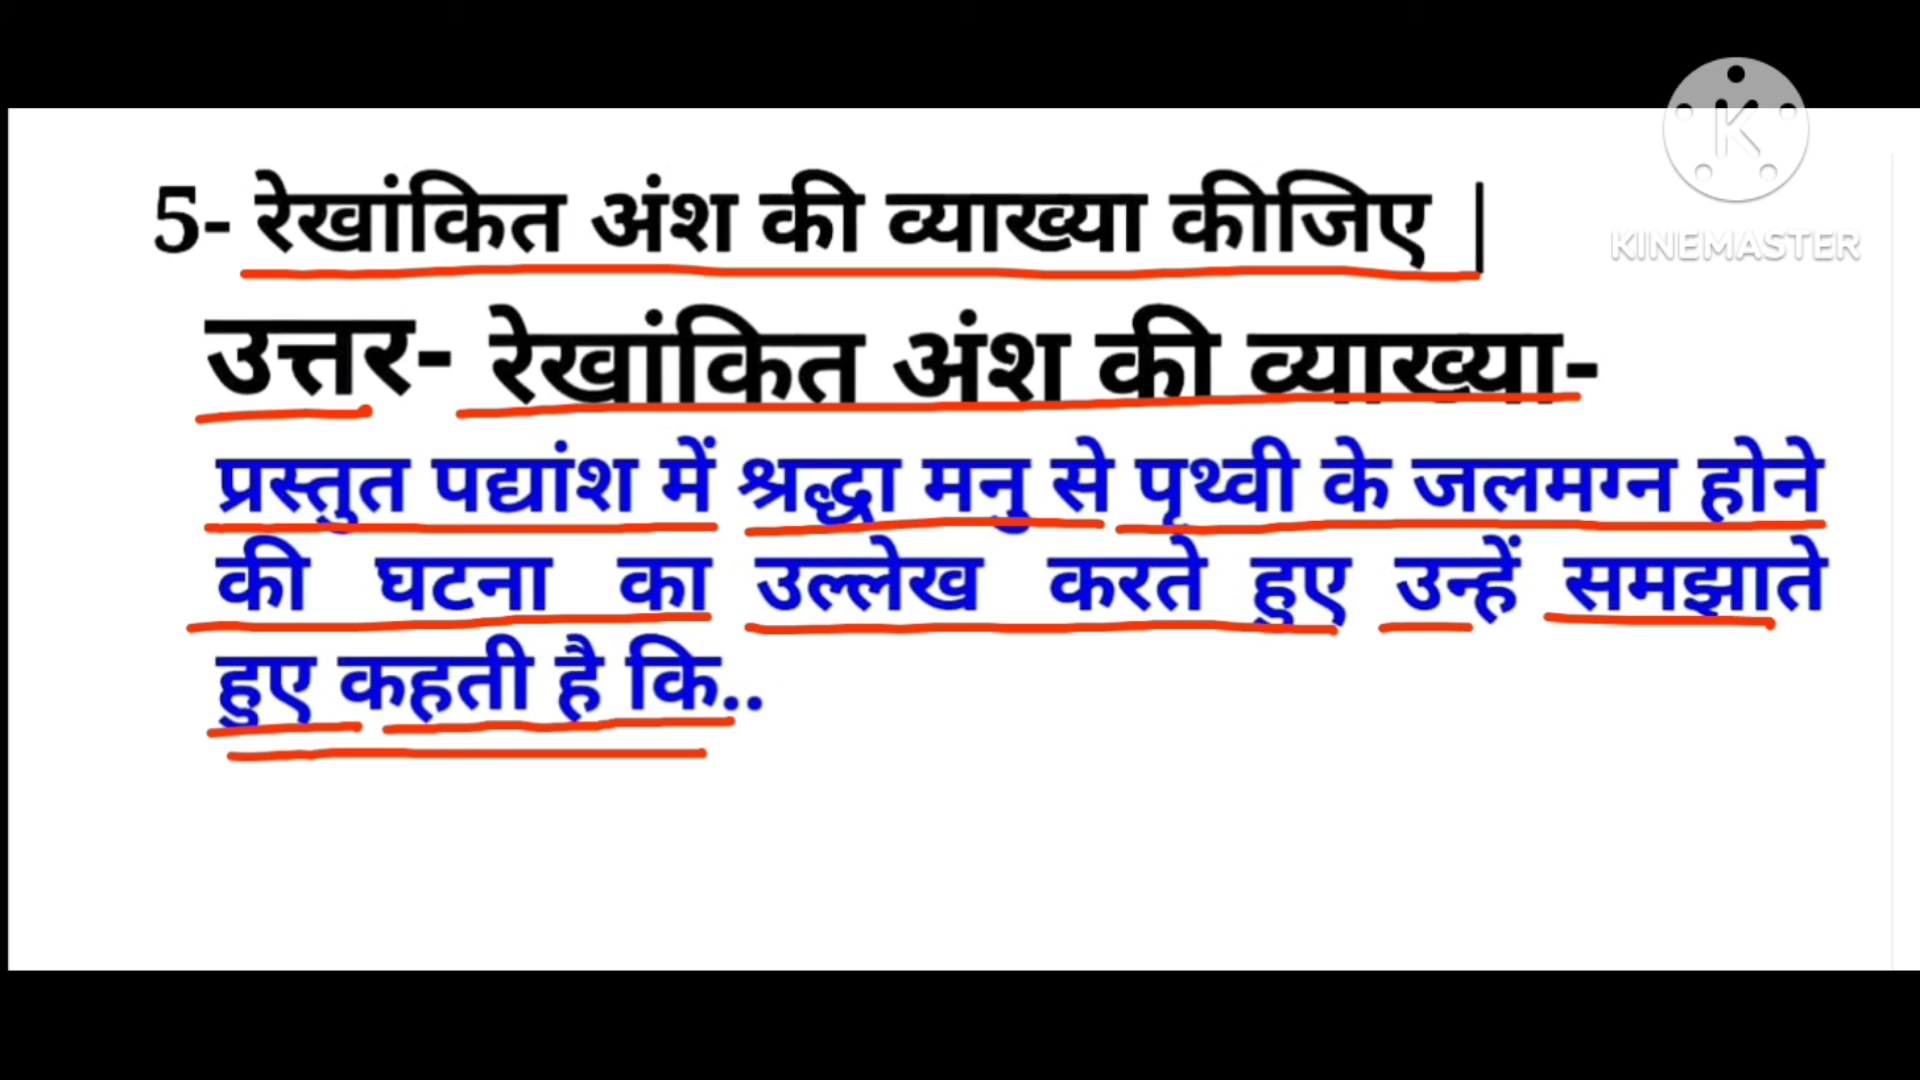 5- रेखांकित अंश की व्याख्या कीजिए |
उत्तर- रेखांकित अंश की व्याख्या-
प्रस्तुत पद्यांश में श्रद्धा मनु से पृथ्वी के जलमग्न होने
की घटना का उल्लेख करते हुए उन्हें समझाते
हुए कहती है कि..
K
KINEMASTER